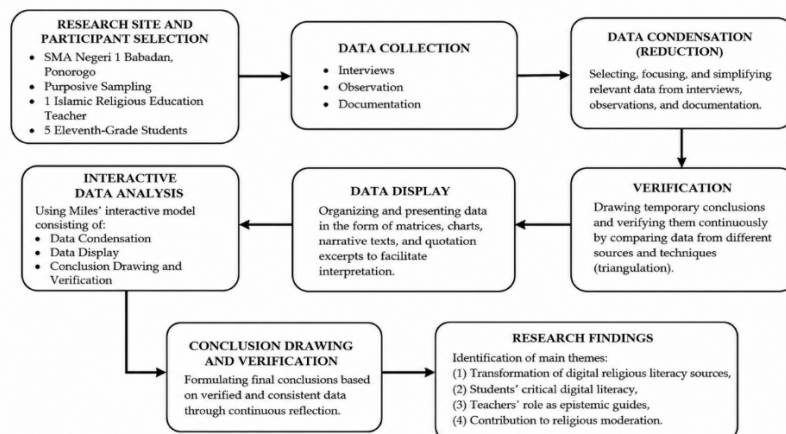 RESEARCH SITE AND
PARTICIPANT SELECTION
• SMA Negeri 1 Babadan,
Ponorogo
• Purposive Sampling
• 1 Islamic Religious Education
Teacher
• 5 Eleventh-Grade Students
DATA COLLECTION
• Interviews
• Observation
• Documentation
DATA CONDENSATION
(REDUCTION)
Selecting, focusing, and simplifying
relevant data from interviews,
observations, and documentation.
VERIFICATION
Drawing temporary conclusions
and verifying them continuously
by comparing data from different
sources and techniques
(triangulation).
DATA DISPLAY
Organizing and presenting data
in the form of matrices, charts,
narrative texts, and quotation
excerpts to facilitate
interpretation.
INTERACTIVE
DATA ANALYSIS
Using Miles' interactive model
consisting of:
• Data Condensation
• Data Display
• Conclusion Drawing and
Verification
CONCLUSION DRAWING
AND VERIFICATION
Formulating final conclusions based
on verified and consistent data
through continuous reflection.
RESEARCH FINDINGS
Identification of main themes:
(1) Transformation of digital religious literacy sources,
(2) Students' critical digital literacy,
(3) Teachers' role as epistemic guides,
(4) Contribution to religious moderation.